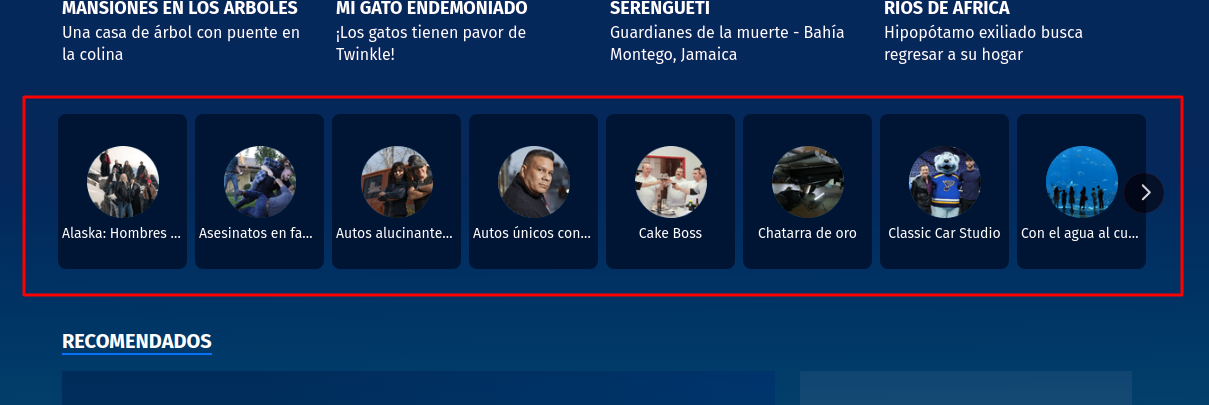 MANSIONES EN LOS ÁRBOLES
Una casa de árbol con puente en
la colina
MI GATO ENDEMONIADO
¡Los gatos tienen pavor de
Twinkle!
SERENGUETI
Guardianes de la muerte - Bahía
Montego, Jamaica
RÍOS DE ÁFRICA
Hipopótamo exiliado busca
regresar a su hogar
Alaska: Hombres ...
Asesinatos en fa...
Autos alucinante...
Autos únicos con...
Cake Boss
Chatarra de oro
Classic Car Studio
Con el agua al cu...
RECOMENDADOS